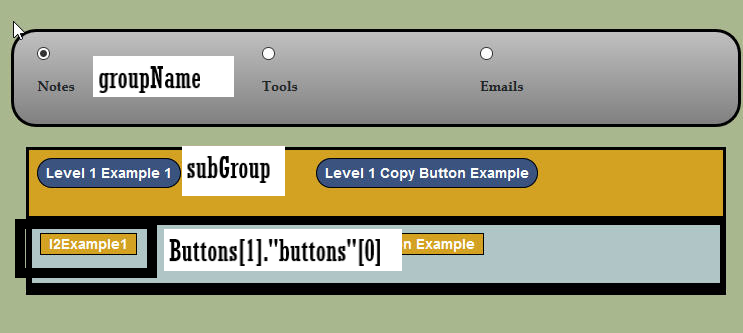 Notes groupName Tools Emails
Level 1 Example 1 subGroup Level 1 Copy Button Example
l2Example1 Buttons[1]."buttons"[0] Example